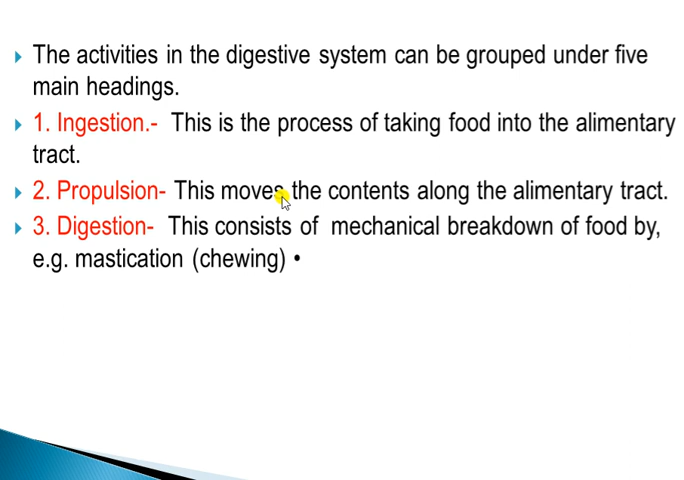 The activities in the digestive system can be grouped under five
main headings.
1. Ingestion.- This is the process of taking food into the alimentary
tract.
2. Propulsion- This moves the contents along the alimentary tract.
3. Digestion- This consists of mechanical breakdown of food by,
e.g. mastication (chewing) •